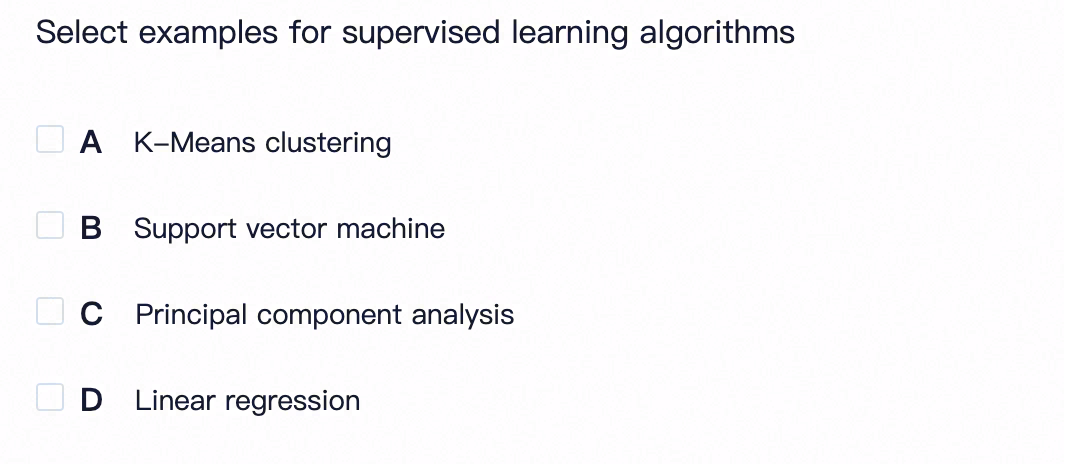 Select examples for supervised learning algorithms
A K-Means clustering
B Support vector machine
C Principal component analysis
D Linear regression